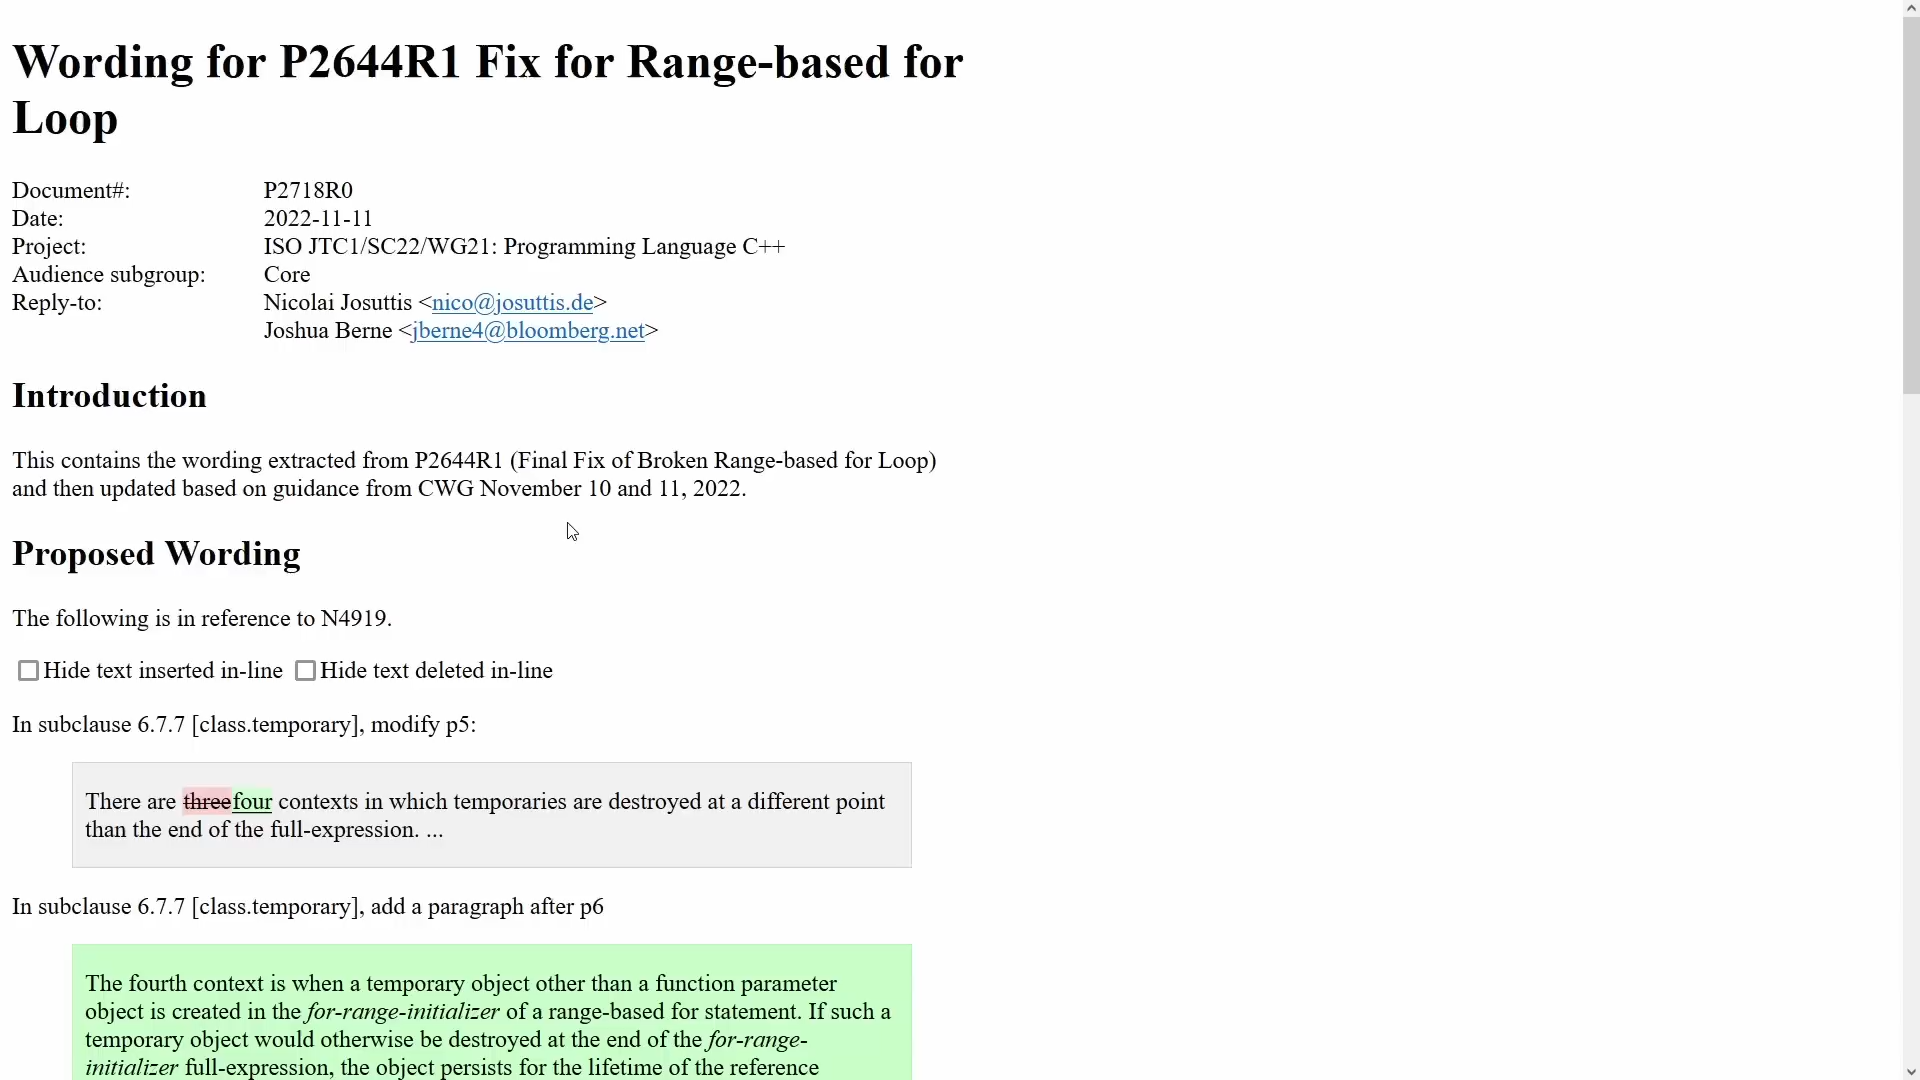 Wording for P2644R1 Fix for Range-based for
Loop
Document#: P2718R0
Date: 2022-11-11
Project: ISO JTC1/SC22/WG21: Programming Language C++
Audience subgroup: Core
Reply-to: Nicolai Josuttis <nico@josuttis.de>
Joshua Berne <jberne4@bloomberg.net>
Introduction
This contains the wording extracted from P2644R1 (Final Fix of Broken Range-based for Loop)
and then updated based on guidance from CWG November 10 and 11, 2022.
Proposed Wording
The following is in reference to N4919.
Hide text inserted in-line Hide text deleted in-line
In subclause 6.7.7 [class.temporary], modify p5:
There are threefour contexts in which temporaries are destroyed at a different point
than the end of the full-expression. ...
In subclause 6.7.7 [class.temporary], add a paragraph after p6
The fourth context is when a temporary object other than a function parameter
object is created in the for-range-initializer of a range-based for statement. If such a
temporary object would otherwise be destroyed at the end of the for-range-
initializer full-expression, the object persists for the lifetime of the reference